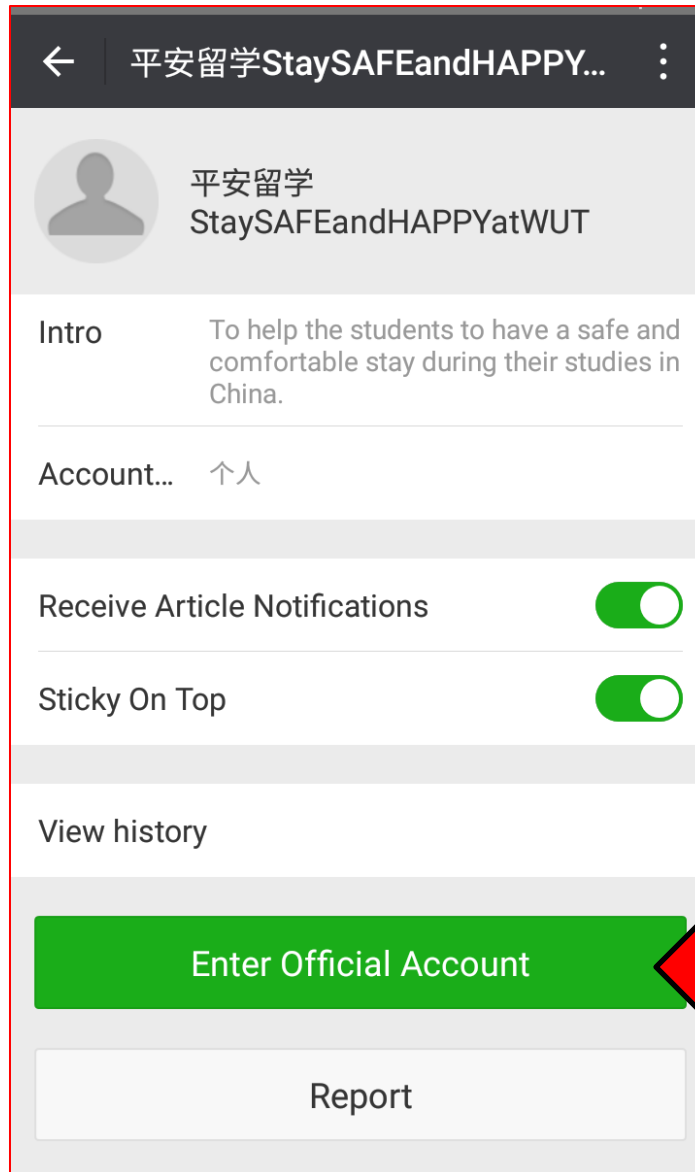 平安留学StaySAFEandHAPPY...
平安留学
StaySAFEandHAPPYatWUT
Intro
To help the students to have a safe and
comfortable stay during their studies in
China.
Account...
个人
Receive Article Notifications
Sticky On Top
View history
Enter Official Account
Report